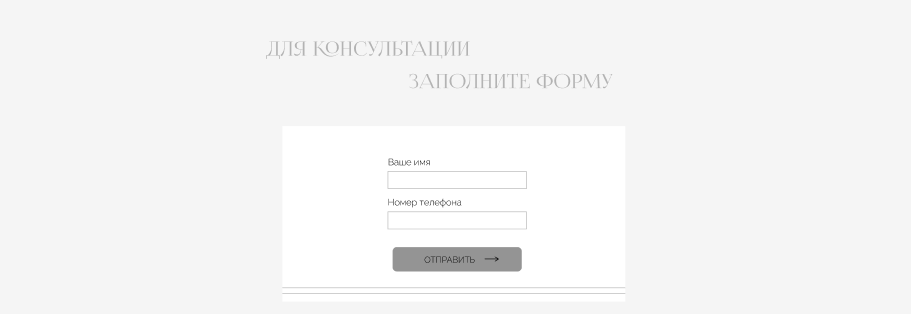 ДЛЯ КОНСУЛЬТАЦИИ
ЗАПОЛНИТЕ ФОРМУ
Ваше имя
Номер телефона
ОТПРАВИТЬ